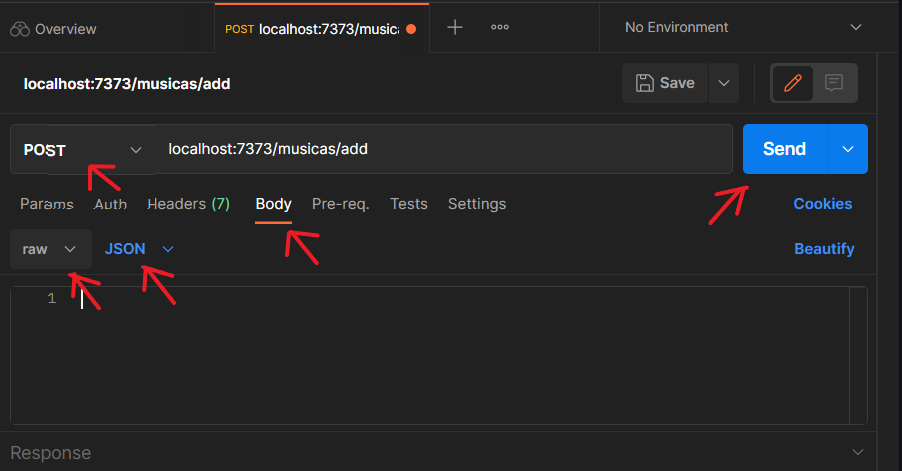 Overview POST localhost:7373/musica No Environment
localhost:7373/musicas/add Save
POST localhost:7373/musicas/add Send
Params Auth Headers (7) Body Pre-req. Tests Settings Cookies
raw JSON Beautify
1
Response